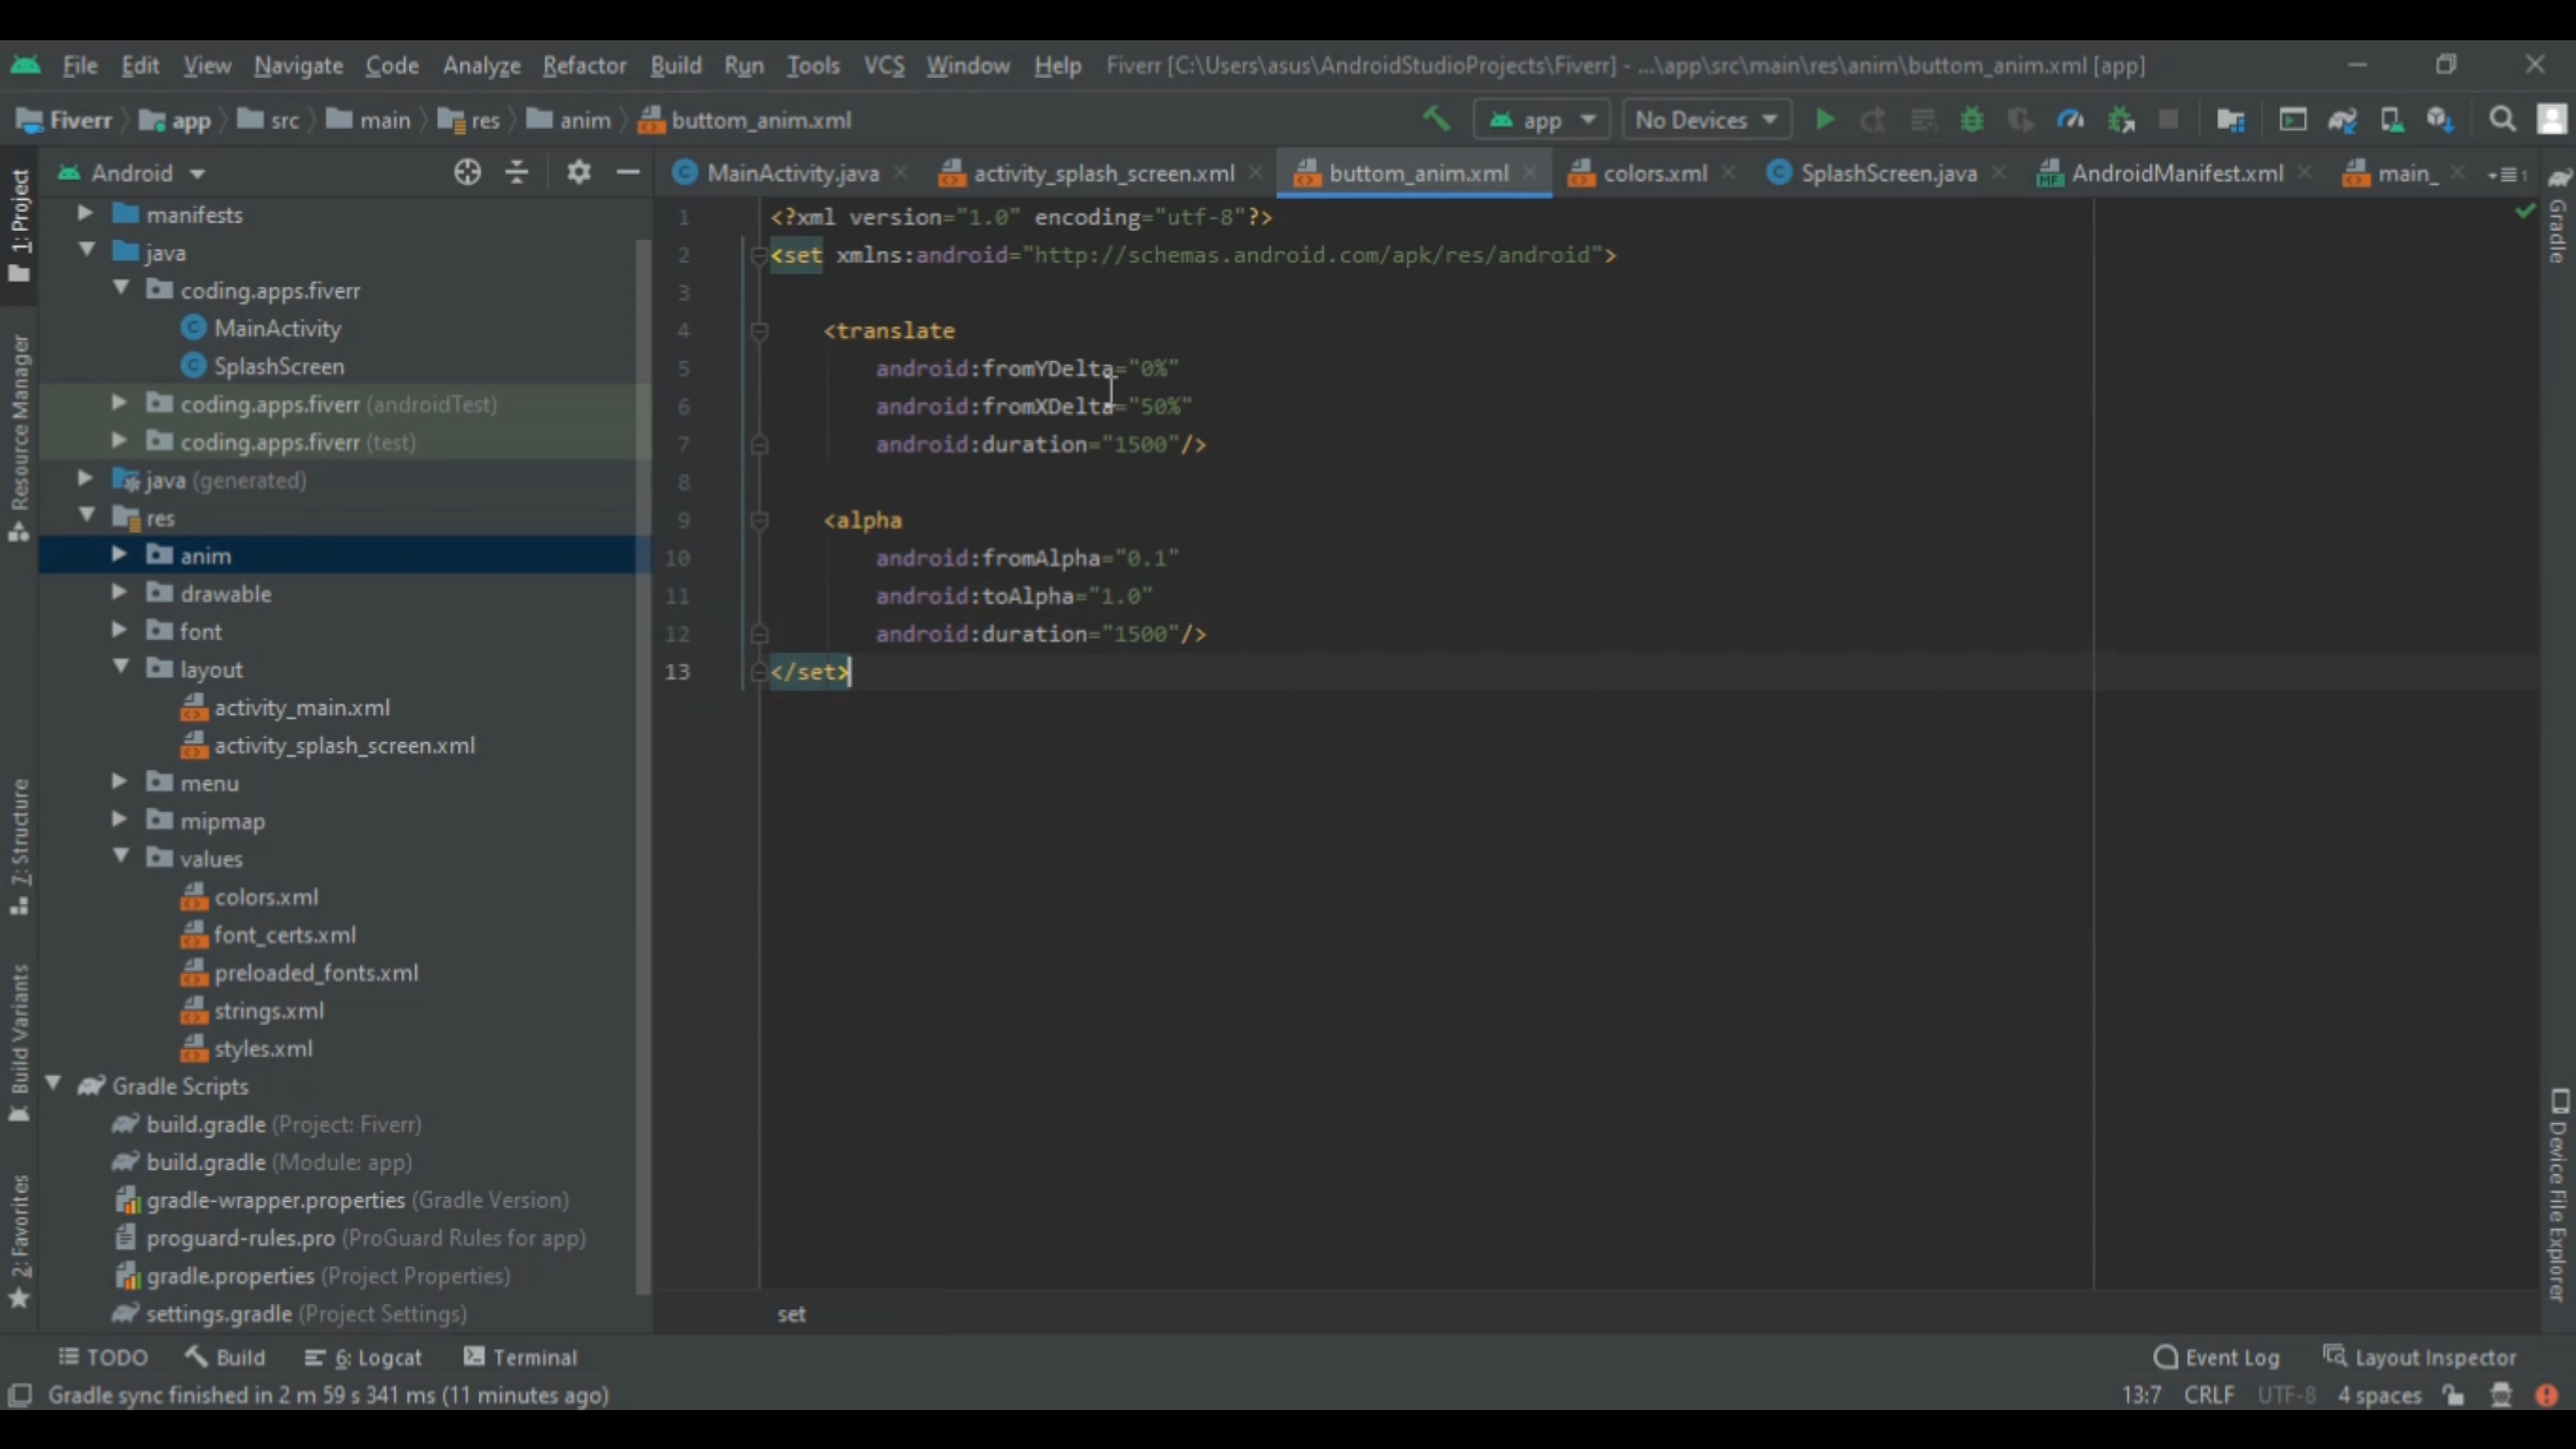 File Edit View Navigate Code Analyze Refactor Build Run Tools VCS Window Help Fiverr [C:\Users\asus\AndroidStudioProjects\Fiverr] - ...\app\src\main\res\anim\buttom_anim.xml [app]
Fiverr app src main res anim buttom_anim.xml app No Devices
Android
MainActivity.java activity_splash_screen.xml buttom_anim.xml colors.xml SplashScreen.java AndroidManifest.xml main_ 1
1: Project
Resource Manager
7: Structure
Build Variants
2: Favorites
manifests
java
coding.apps.fiverr
MainActivity
SplashScreen
coding.apps.fiverr (androidTest)
coding.apps.fiverr (test)
java (generated)
res
anim
drawable
font
layout
activity_main.xml
activity_splash_screen.xml
menu
mipmap
values
colors.xml
font_certs.xml
preloaded_fonts.xml
strings.xml
styles.xml
Gradle Scripts
build.gradle (Project: Fiverr)
build.gradle (Module: app)
gradle-wrapper.properties (Gradle Version)
proguard-rules.pro (ProGuard Rules for app)
gradle.properties (Project Properties)
settings.gradle (Project Settings)
1 <?xml version="1.0" encoding="utf-8"?>
2 <set xmlns:android="http://schemas.android.com/apk/res/android">
3
4 <translate
5 android:fromYDelta="0%"
6 android:fromXDelta="50%"
7 android:duration="1500"/>
8
9 <alpha
10 android:fromAlpha="0.1"
11 android:toAlpha="1.0"
12 android:duration="1500"/>
13 </set>
set
Gradle
Device File Explorer
TODO Build 6: Logcat Terminal Event Log Layout Inspector
Gradle sync finished in 2 m 59 s 341 ms (11 minutes ago) 13:7 CRLF UTF-8 4 spaces